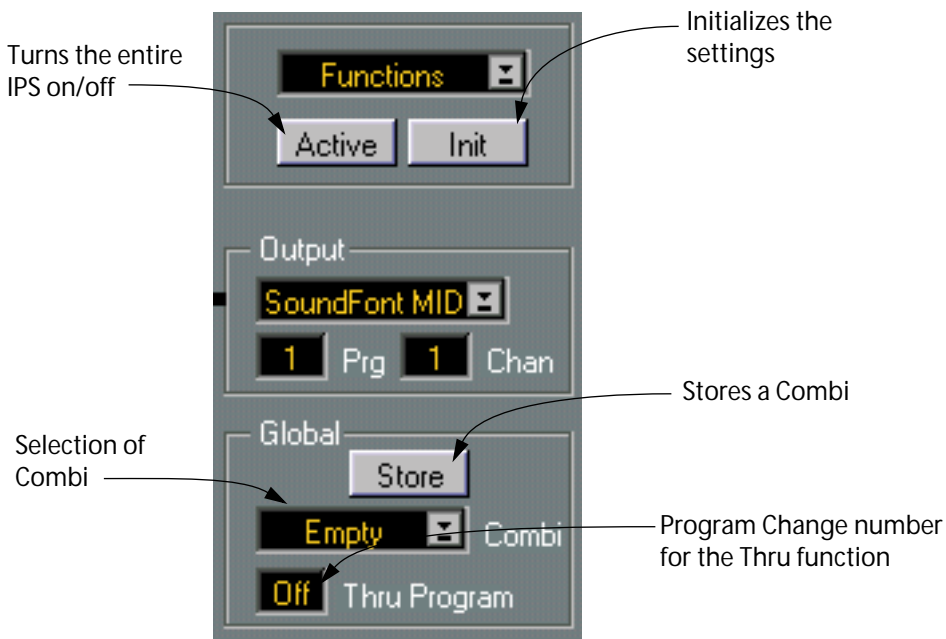 Initializes the
settings
Turns the entire
IPS on/off
Functions
Active
Init
Output
SoundFont MID
1 Prg 1 Chan
Stores a Combi
Global
Selection of
Combi
Store
Empty Combi
Program Change number
for the Thru function
Off Thru Program